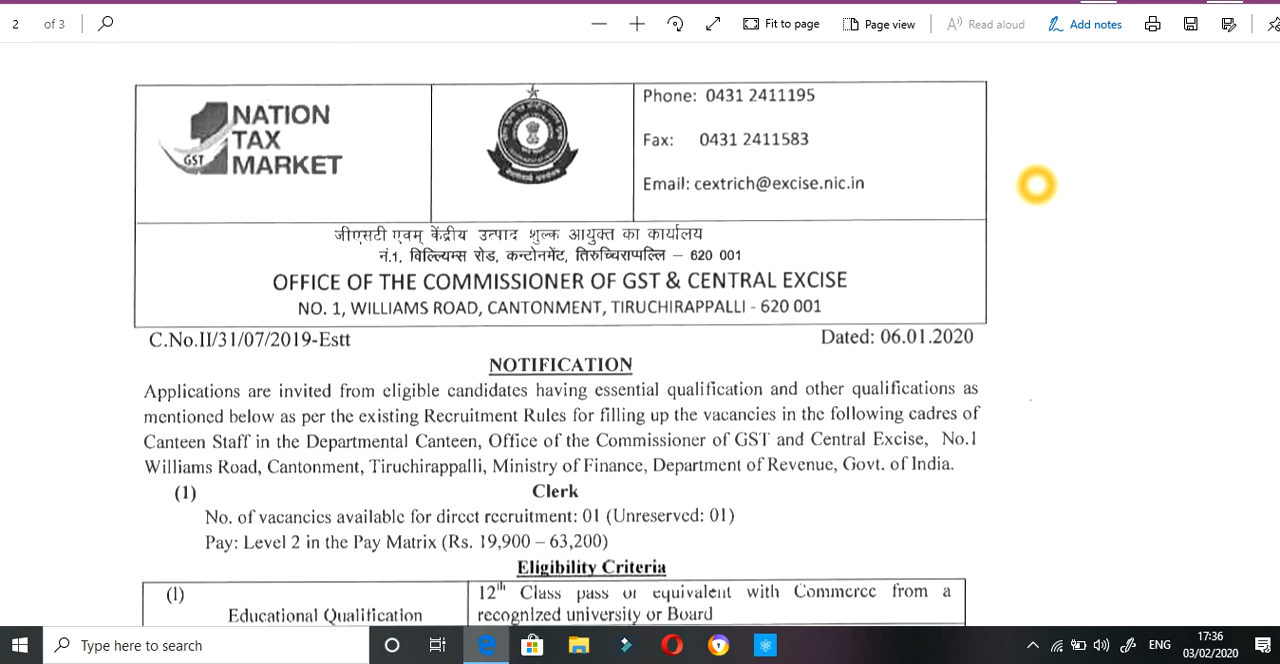 2 of 3
Fit to page
Page view
Read aloud
Add notes
NATION
TAX
MARKET
GST
Phone: 0431 2411195
Fax: 0431 2411583
Email: cextrich@excise.nic.in
जीएसटी एवम् केंद्रीय उत्पाद शुल्क आयुक्त का कार्यालय
नं.1, विल्लियम्स रोड, कन्टोनमेंट, तिरुच्चिराप्पल्लि – 620 001
OFFICE OF THE COMMISSIONER OF GST & CENTRAL EXCISE
NO. 1, WILLIAMS ROAD, CANTONMENT, TIRUCHIRAPPALLI - 620 001
C.No.II/31/07/2019-Estt
Dated: 06.01.2020
NOTIFICATION
Applications are invited from eligible candidates having essential qualification and other qualifications as
mentioned below as per the existing Recruitment Rules for filling up the vacancies in the following cadres of
Canteen Staff in the Departmental Canteen, Office of the Commissioner of GST and Central Excise, No.1
Williams Road, Cantonment, Tiruchirappalli, Ministry of Finance, Department of Revenue, Govt. of India.
(1) Clerk
No. of vacancies available for direct recruitment: 01 (Unreserved: 01)
Pay: Level 2 in the Pay Matrix (Rs. 19,900 – 63,200)
Eligibility Criteria
(1)
Educational Qualification
12th Class pass or equivalent with Commerce from a
recognized university or Board
Type here to search
ENG
17:36
03/02/2020